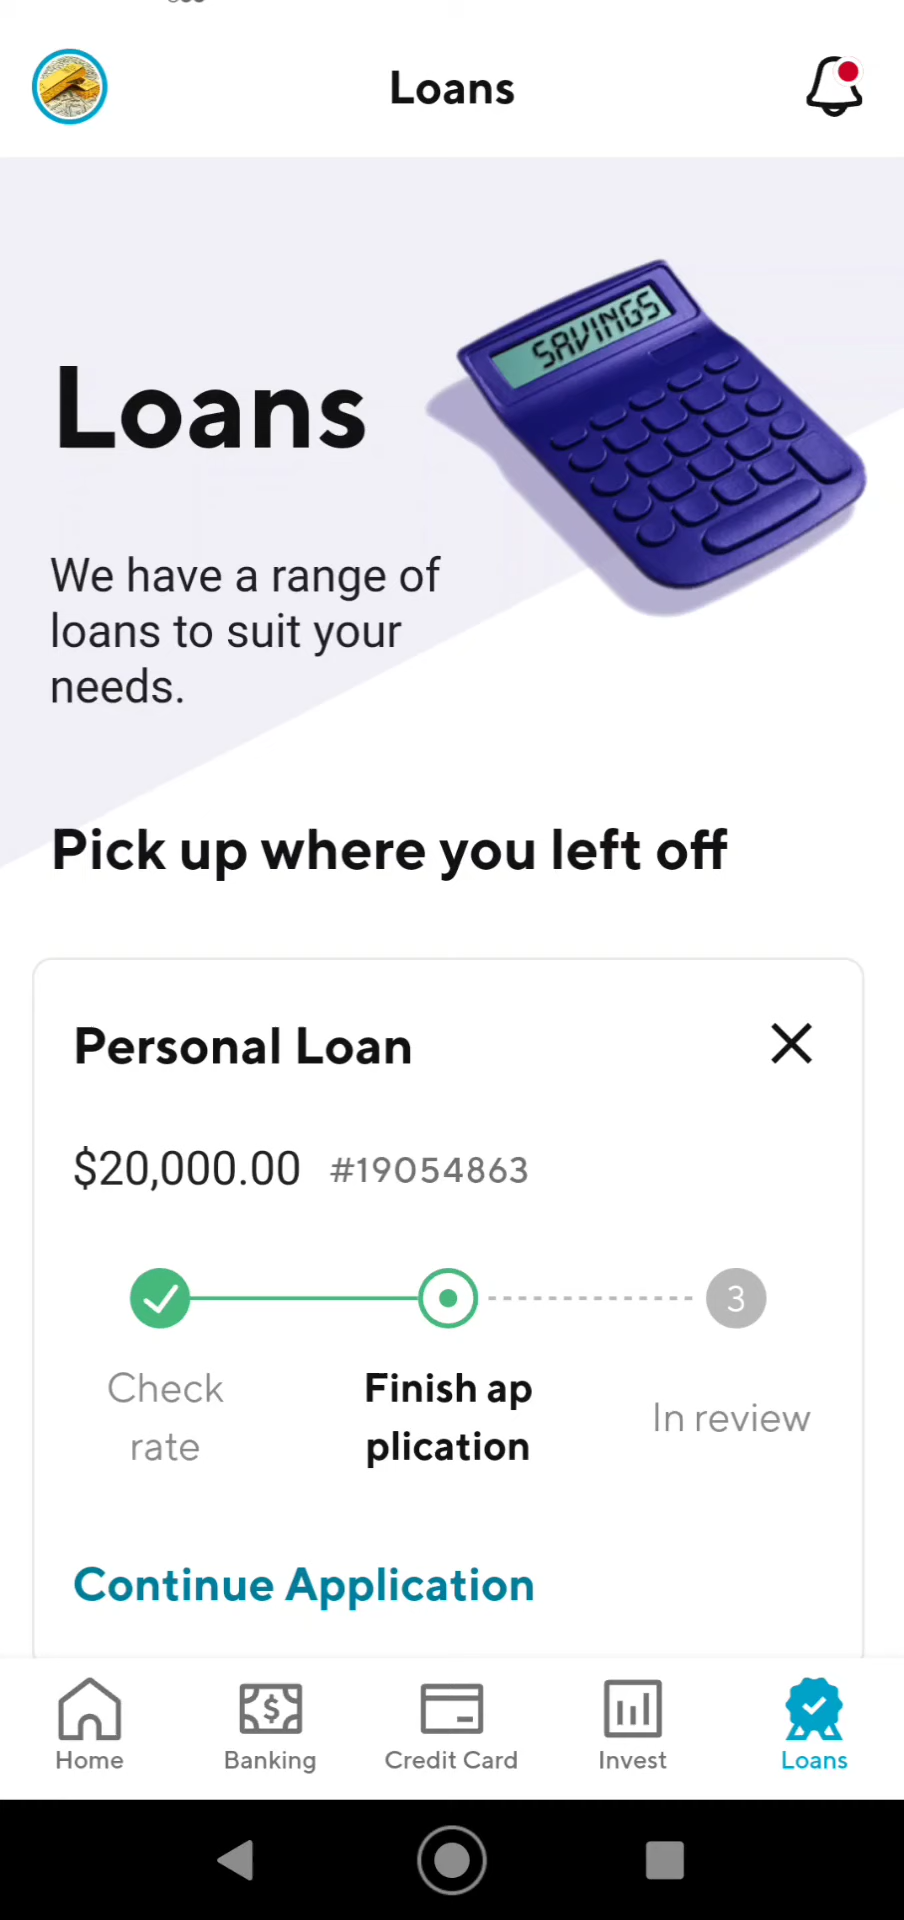 Loans
SAVINGS
Loans
We have a range of
loans to suit your
needs.
Pick up where you left off
Personal Loan
$20,000.00 #19054863
3
Check
rate
Finish ap
plication
In review
Continue Application
Home Banking Credit Card Invest Loans